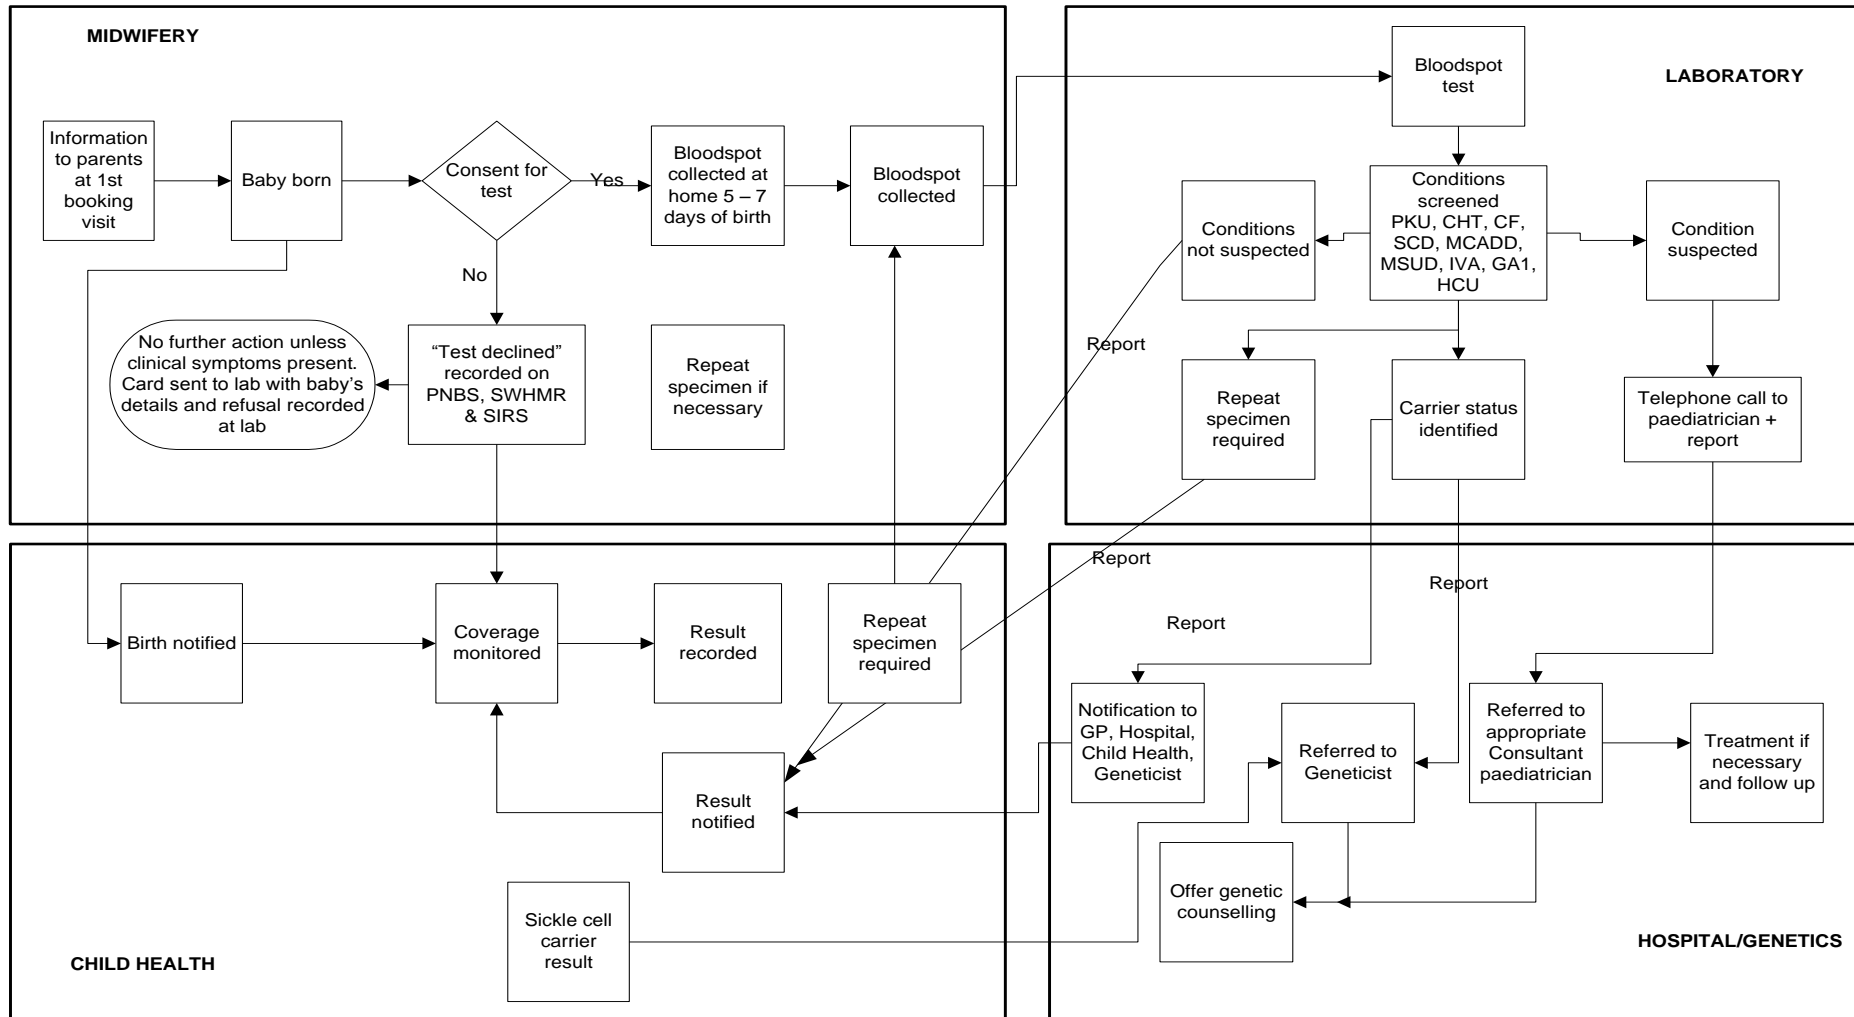 MIDWIFERY
Information
to parents
at 1st
booking
visit
Baby born
Consent for
test
Yes
Bloodspot
collected at
home 5 – 7
days of birth
Bloodspot
collected
No
No further action unless
clinical symptoms present.
Card sent to lab with baby’s
details and refusal recorded
at lab
“Test declined”
recorded on
PNBS, SWHMR
& SIRS
Repeat
specimen if
necessary
LABORATORY
Bloodspot
test
Conditions
screened
PKU, CHT, CF,
SCD, MCADD,
MSUD, IVA, GA1,
HCU
Conditions
not suspected
Condition
suspected
Report
Repeat
specimen
required
Carrier status
identified
Telephone call to
paediatrician +
report
CHILD HEALTH
Birth notified
Coverage
monitored
Result
recorded
Repeat
specimen
required
Result
notified
Sickle cell
carrier
result
HOSPITAL/GENETICS
Report
Report
Report
Notification to
GP, Hospital,
Child Health,
Geneticist
Referred to
Geneticist
Referred to
appropriate
Consultant
paediatrician
Treatment if
necessary
and follow up
Offer genetic
counselling